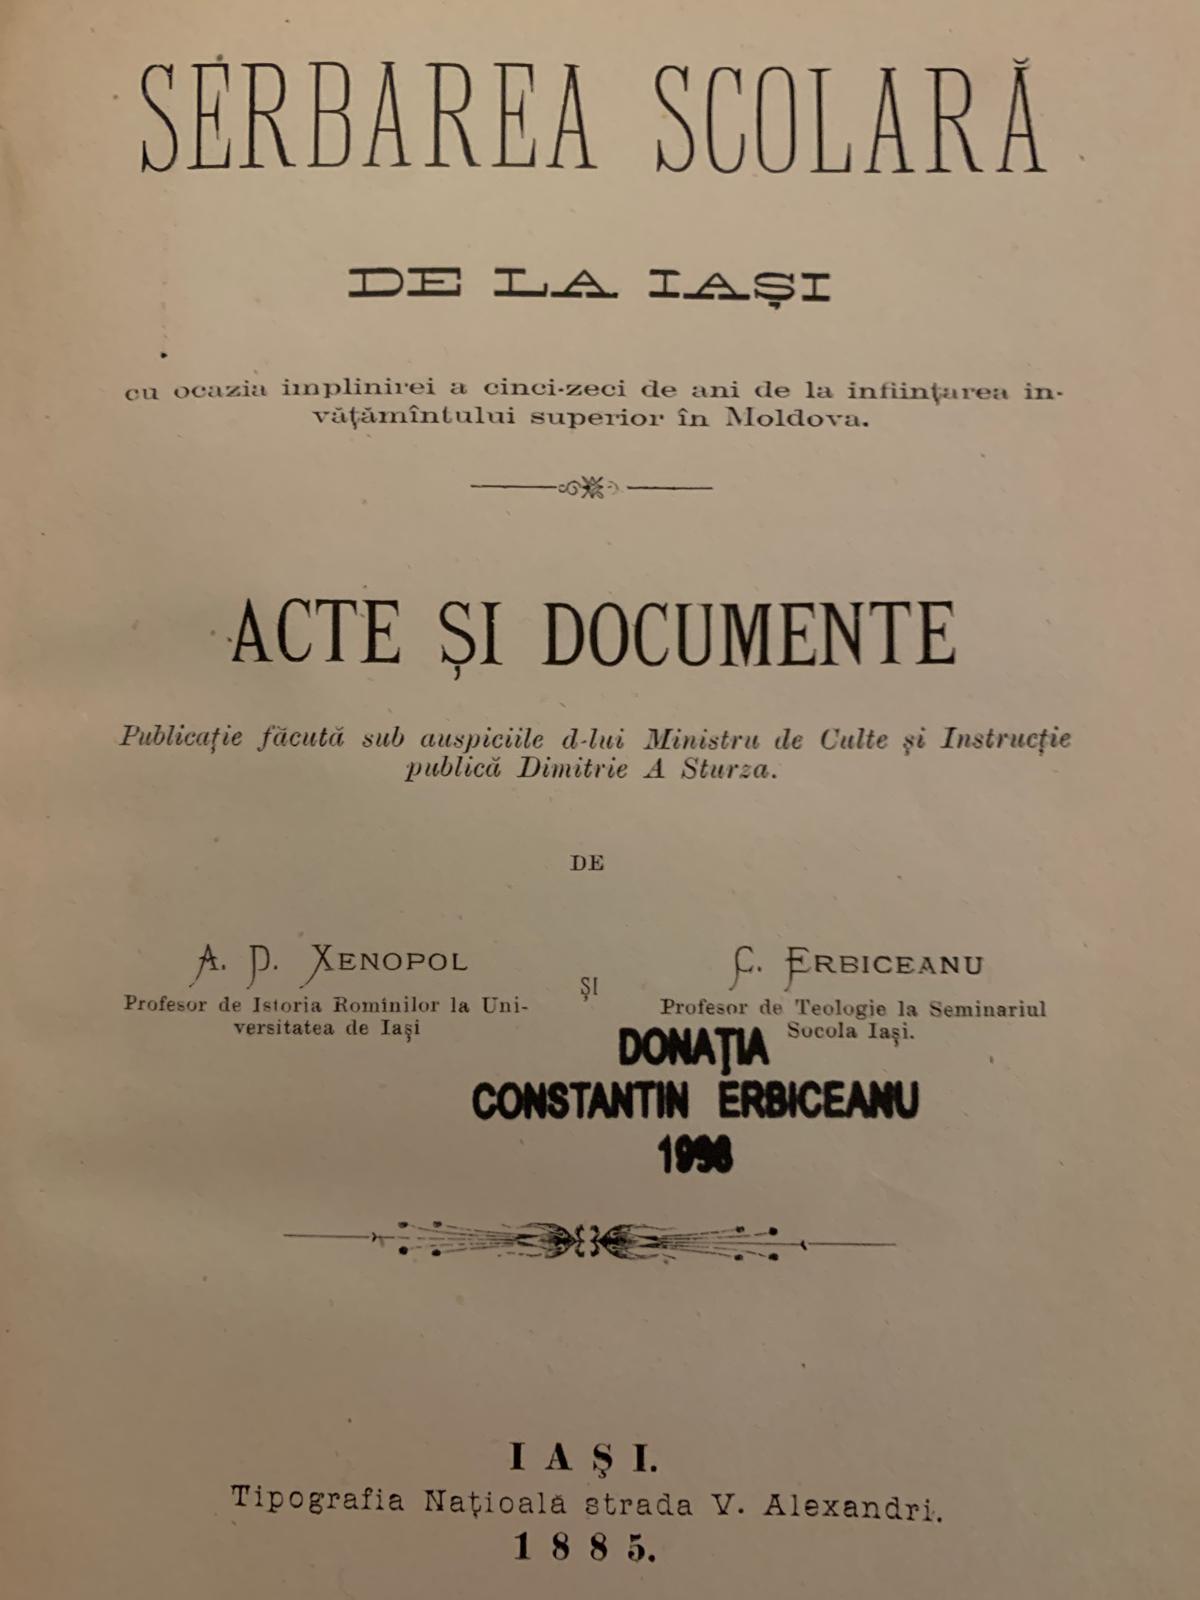 SERBAREA SCOLARĂ
DE LA IAȘI
cu ocazia implinirei a cinci-zeci de ani de la inființarea in-
vățămîntului superior în Moldova.
ACTE ȘI DOCUMENTE
Publicație făcută sub auspiciile d-lui Ministru de Culte și Instrucție
publică Dimitrie A Sturza.
DE
A. D. XENOPOL
Profesor de Istoria Romînilor la Uni-
versitatea de Iași
ȘI
C. ERBICEANU
Profesor de Teologie la Seminariul
Socola Iași.
DONAȚIA
CONSTANTIN ERBICEANU
IAȘI.
Tipografia Națioală strada V. Alexandri.
1885.